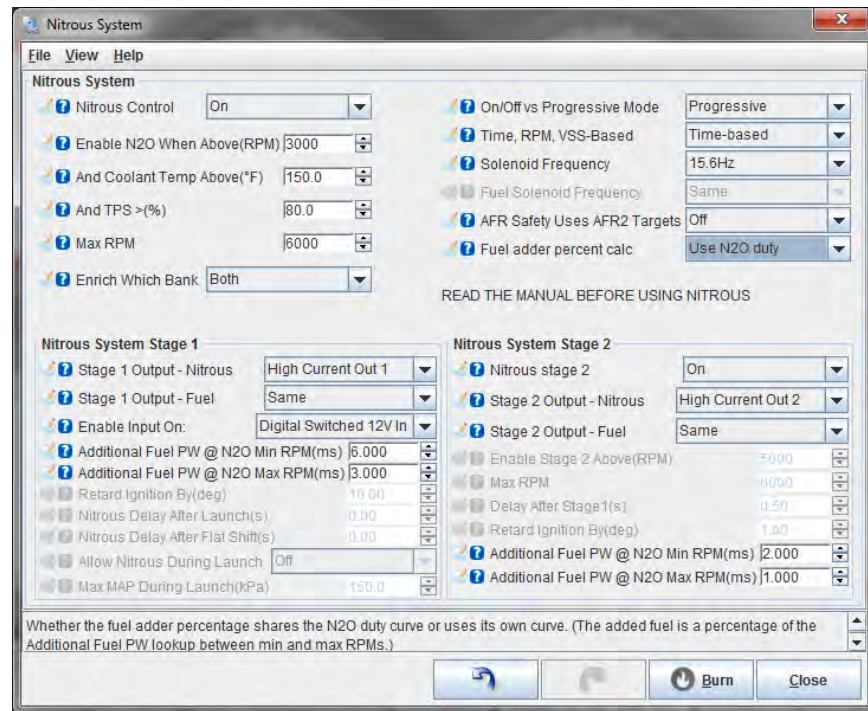 Nitrous System
File View Help
Nitrous System
Nitrous Control On
Enable N2O When Above(RPM) 3000
And Coolant Temp Above(°F) 150.0
And TPS >(%) 80.0
Max RPM 6000
Enrich Which Bank Both
On/Off vs Progressive Mode Progressive
Time, RPM, VSS-Based Time-based
Solenoid Frequency 15.6Hz
Fuel Solenoid Frequency Same
AFR Safety Uses AFR2 Targets Off
Fuel adder percent calc Use N2O duty
READ THE MANUAL BEFORE USING NITROUS
Nitrous System Stage 1
Stage 1 Output - Nitrous High Current Out 1
Stage 1 Output - Fuel Same
Enable Input On: Digital Switched 12V In
Additional Fuel PW @ N2O Min RPM(ms) 6.000
Additional Fuel PW @ N2O Max RPM(ms) 3.000
Retard Ignition By(deg) 10.00
Nitrous Delay After Launch(s) 0.00
Nitrous Delay After Flat Shift(s) 0.00
Allow Nitrous During Launch Off
Max MAP During Launch(kPa) 150.0
Nitrous System Stage 2
Nitrous stage 2 On
Stage 2 Output - Nitrous High Current Out 2
Stage 2 Output - Fuel Same
Enable Stage 2 Above(RPM) 5000
Max RPM 6000
Delay After Stage1(s) 0.50
Retard Ignition By(deg) 1.00
Additional Fuel PW @ N2O Min RPM(ms) 2.000
Additional Fuel PW @ N2O Max RPM(ms) 1.000
Whether the fuel adder percentage shares the N2O duty curve or uses its own curve. (The added fuel is a percentage of the
Additional Fuel PW lookup between min and max RPMs.)
Burn Close